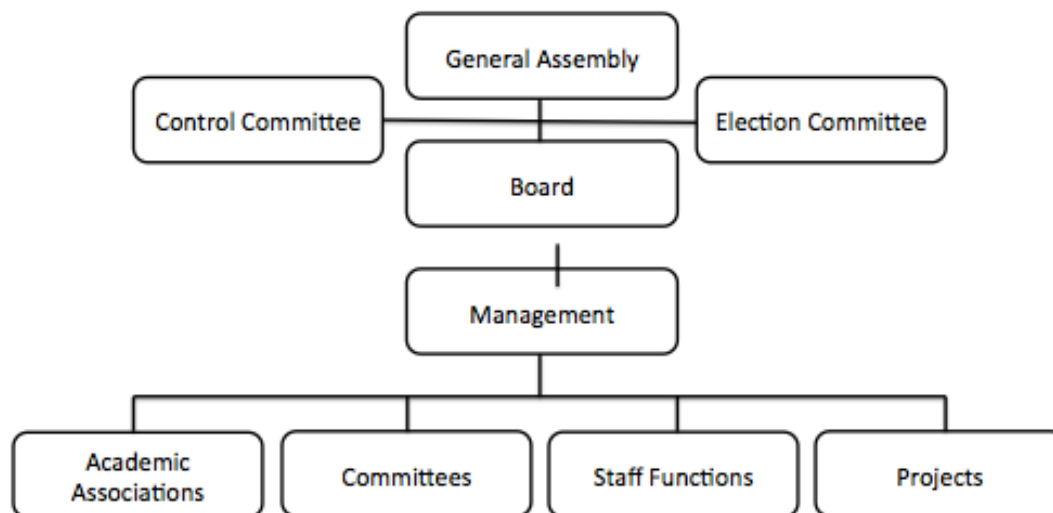 General Assembly
Control Committee
Election Committee
Board
Management
Academic
Associations
Committees
Staff Functions
Projects